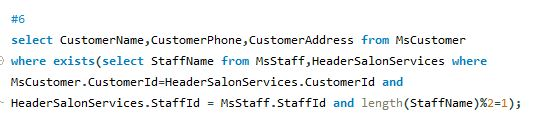 #6
select CustomerName,CustomerPhone,CustomerAddress from MsCustomer
where exists(select StaffName from MsStaff,HeaderSalonServices where
MsCustomer.CustomerId=HeaderSalonServices.CustomerId and
HeaderSalonServices.StaffId = MsStaff.StaffId and length(StaffName)%2=1);